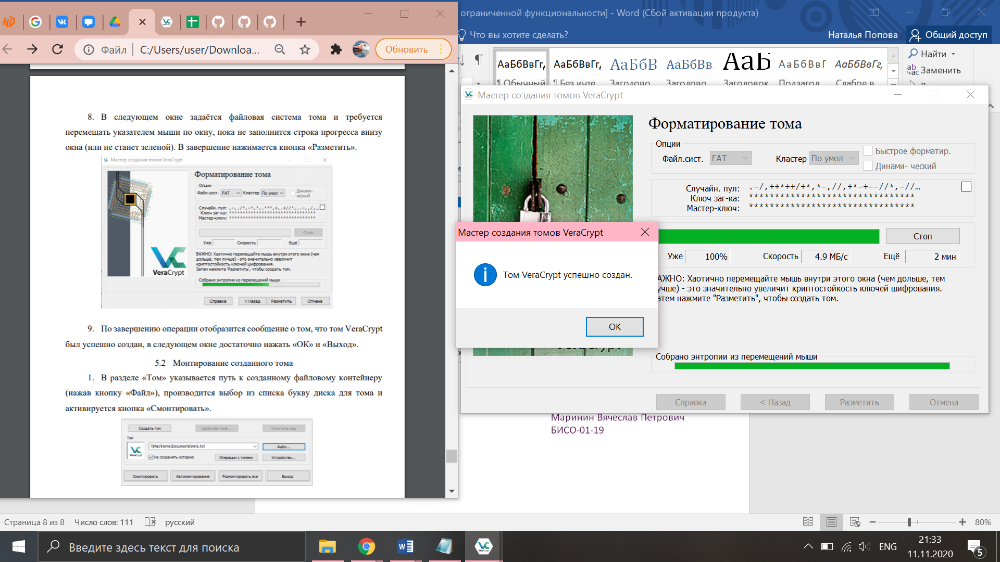 ограниченной функциональности] - Word (Сбой активации продукта)
Файл
C:/Users/user/Downloa...
Обновить
Что вы хотите сделать?
Наталья Попова
Общий доступ
АаБбВвГг, АаБбВвГг, АаБбВ АаБбВв АаБ АаБбВвГ АаБбВвГг,
¶ Обычный ¶ Без инте... Заголово... Заголово... Заголовок Подзагол... Слабое в...
Найти
Заменить
8. В следующем окне задаётся файловая система тома и требуется
перемещать указателем мыши по окну, пока не заполнится строка прогресса внизу
окна (или не станет зеленой). В завершение нажимается кнопка «Разметить».
Мастер создания томов VeraCrypt
Форматирование тома
Опции
Файл.сист. FAT Кластер По умол Динами-
ческий
Случайн. пул:
Ключ заг-ка: ********************************
Мастер-ключ: ********************************
Стоп
Уже Скорость Ещё
ВАЖНО: Хаотично перемещайте мышь внутри этого окна (чем
дольше, тем лучше) - это значительно увеличит
криптостойкость ключей шифрования.
Затем нажмите 'Разметить', чтобы создать том.
VeraCrypt
Собрано энтропии из перемещений мыши
Справка < Назад Разметить Отмена
9. По завершению операции отобразится сообщение о том, что том VeraCrypt
был успешно создан, в следующем окне достаточно нажать «ОК» и «Выход».
5.2 Монтирование созданного тома
1. В разделе «Том» указывается путь к созданному файловому контейнеру
(нажав кнопку «Файл»), производится выбор из списка букву диска для тома и
активируется кнопка «Смонтировать».
Создать том Свойства тома... Очистить кэш
Том
\\Mac\Home\Documents\mira.txt Файл...
VeraCrypt
Не сохранять историю Операции с томами Устройство...
Смонтировать Автомонтирование Размонтировать все Выход
Мастер создания томов VeraCrypt
Форматирование тома
Опции
Файл.сист. FAT Кластер По умол
Быстрое форматир.
Динами- ческий
Случайн. пул: .-/,++*++/+*,*-,//,+*-+--//*,-//...
Ключ заг-ка: ********************************
Мастер-ключ: ********************************
Стоп
Уже 100% Скорость 4.9 МБ/с Ещё 2 мин
АЖНО: Хаотично перемещайте мышь внутри этого окна (чем дольше, тем
учше) - это значительно увеличит криптостойкость ключей шифрования.
атем нажмите "Разметить", чтобы создать том.
Собрано энтропии из перемещений мыши
Справка < Назад Разметить Отмена
Мастер создания томов VeraCrypt
Том VeraCrypt успешно создан.
ОК
Маринин Вячеслав Петрович
БИСО-01-19
Страница 8 из 8 Число слов: 111 русский
80%
Введите здесь текст для поиска
ENG
21:33
11.11.2020
5